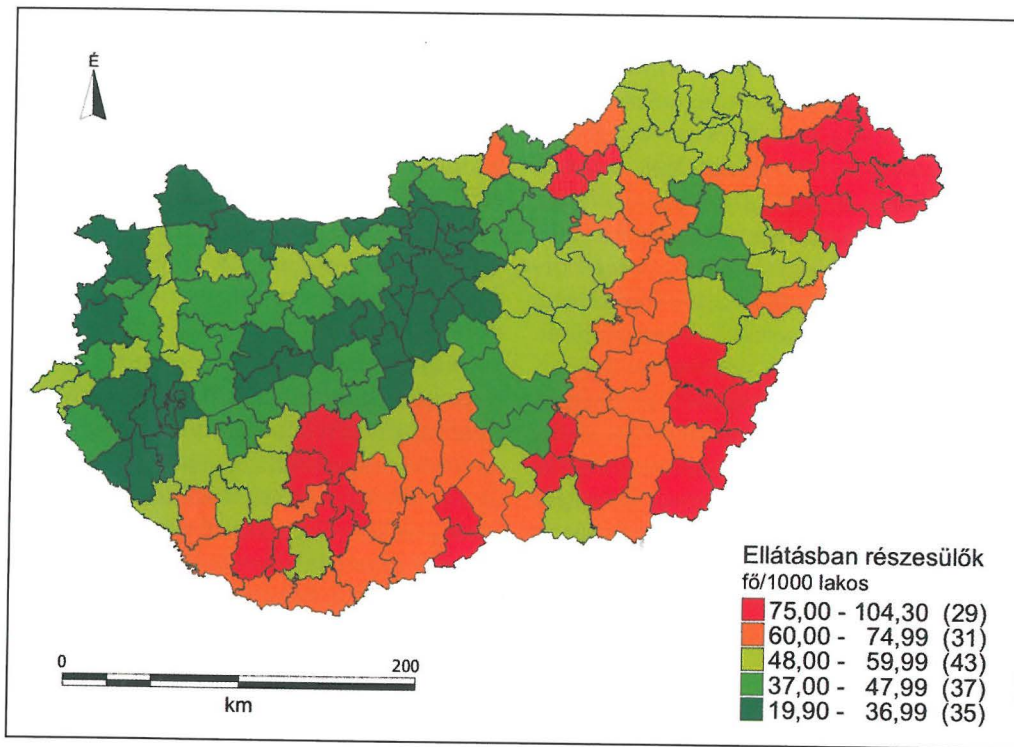 É
Ellátásban részesülők
fő/1000 lakos
75,00 - 104,30 (29)
60,00 - 74,99 (31)
48,00 - 59,99 (43)
37,00 - 47,99 (37)
19,90 - 36,99 (35)
0 200
km